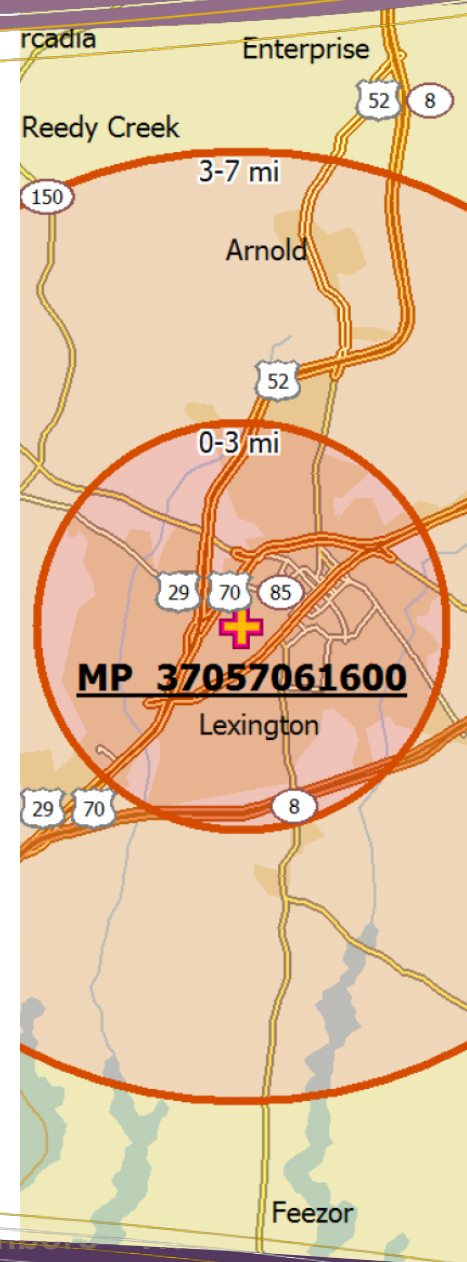 rcadia
Enterprise
52
8
Reedy Creek
3-7 mi
150
Arnold
52
0-3 mi
29
70
85
MP 37057061600
Lexington
29
70
8
Feezor